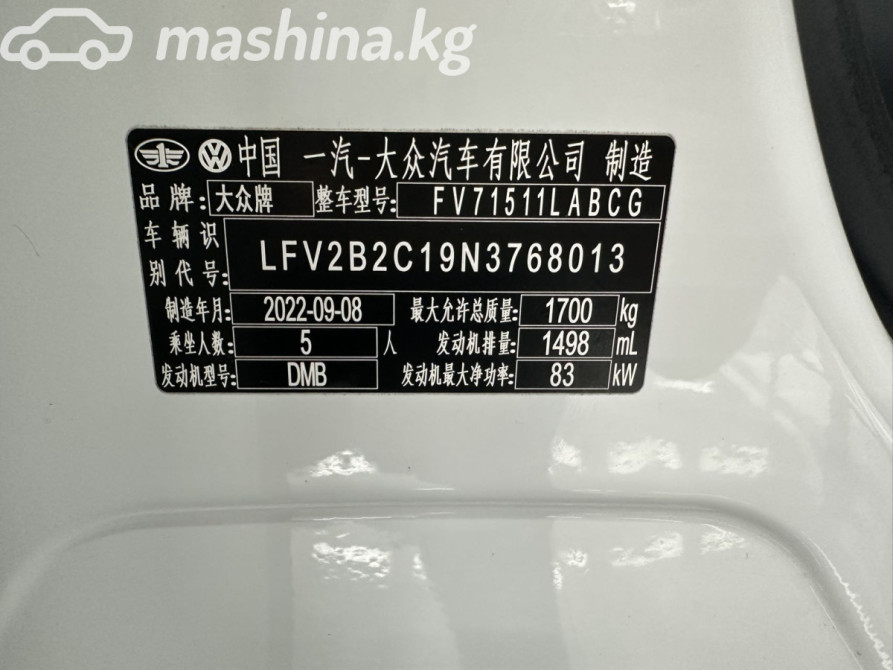 mashina.kg
中国 一汽-大众汽车有限公司 制造
品牌: 大众牌 整车型号: FV71511LABCG
车辆识别代号: LFV2B2C19N3768013
制造年月: 2022-09-08 最大允许总质量: 1700 kg
乘坐人数: 5 人 发动机排量: 1498 mL
发动机型号: DMB 发动机最大净功率: 83 kW